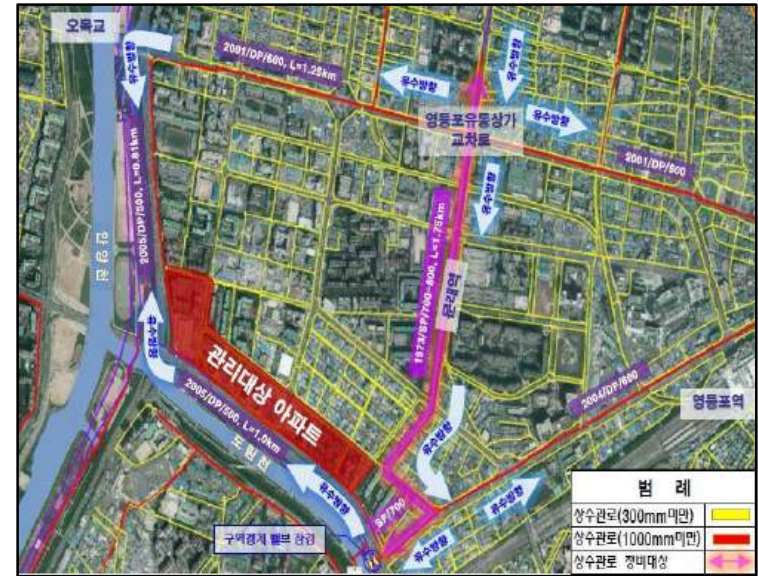 오목교
유수방향
유수방향
2001/DP/600, L=1.25km
유수방향
유수방향
영등포유통상가
교차로
유수방향
2001/DP/600
2005/DP/500, L=0.81km
안양천
유수방향
1973/SP/700~800, L=1.75km
문래역
유수방향
관리대상 아파트
2005/DP/500, L=1.0km
도림천
2004/DP/600
영등포역
유수방향
유수방향
SP/700
유수방향
유수방향
구역경계 밸브 점검
범 례
상수관로(300mm미만)
상수관로(1000mm미만)
상수관로 정비대상